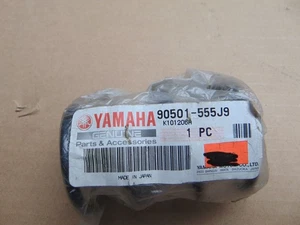 YAMAHA 90501-555J9
K101206A
GENUINE
Parts & Accessories
1 PC
MADE IN JAPAN